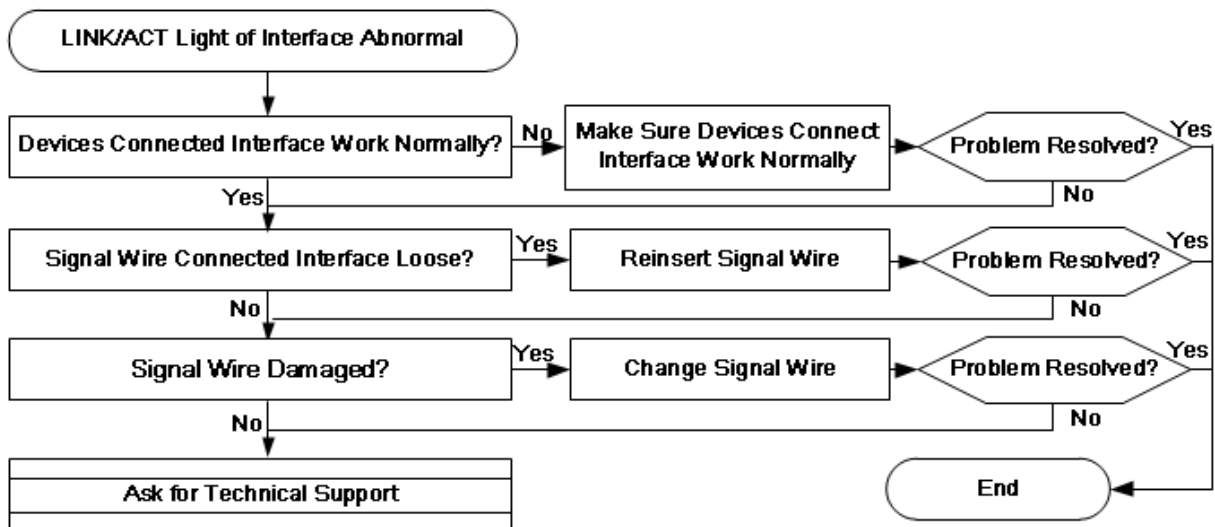 LINK/ACT Light of Interface Abnormal
Devices Connected Interface Work Normally?
No
Make Sure Devices Connect
Interface Work Normally
Problem Resolved?
Yes
Yes
No
Signal Wire Connected Interface Loose?
Yes
Reinsert Signal Wire
Problem Resolved?
Yes
No
No
Signal Wire Damaged?
Yes
Change Signal Wire
Problem Resolved?
Yes
No
No
Ask for Technical Support
End